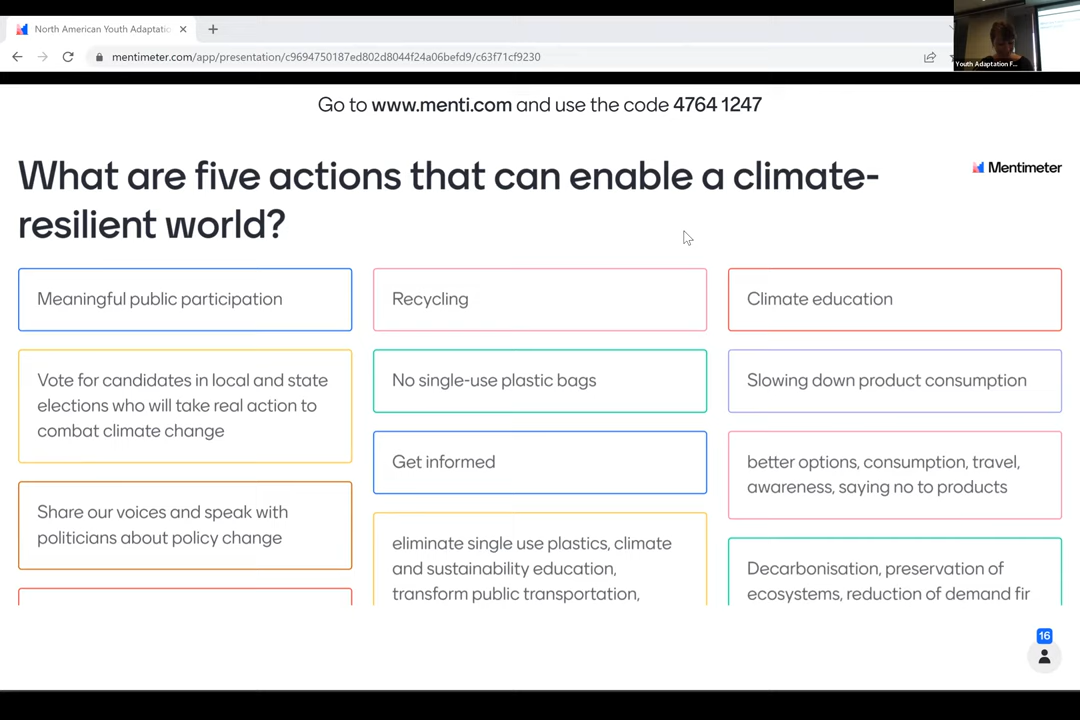 North American Youth Adaptatio
mentimeter.com/app/presentation/c9694750187ed802d8044f24a06befd9/c63f71cf9230
Youth Adaptation F...
Go to www.menti.com and use the code 4764 1247
What are five actions that can enable a climate-
resilient world?
Mentimeter
Meaningful public participation
Vote for candidates in local and state
elections who will take real action to
combat climate change
Share our voices and speak with
politicians about policy change
Recycling
No single-use plastic bags
Get informed
eliminate single use plastics, climate
and sustainability education,
transform public transportation,
Climate education
Slowing down product consumption
better options, consumption, travel,
awareness, saying no to products
Decarbonisation, preservation of
ecosystems, reduction of demand fir
16